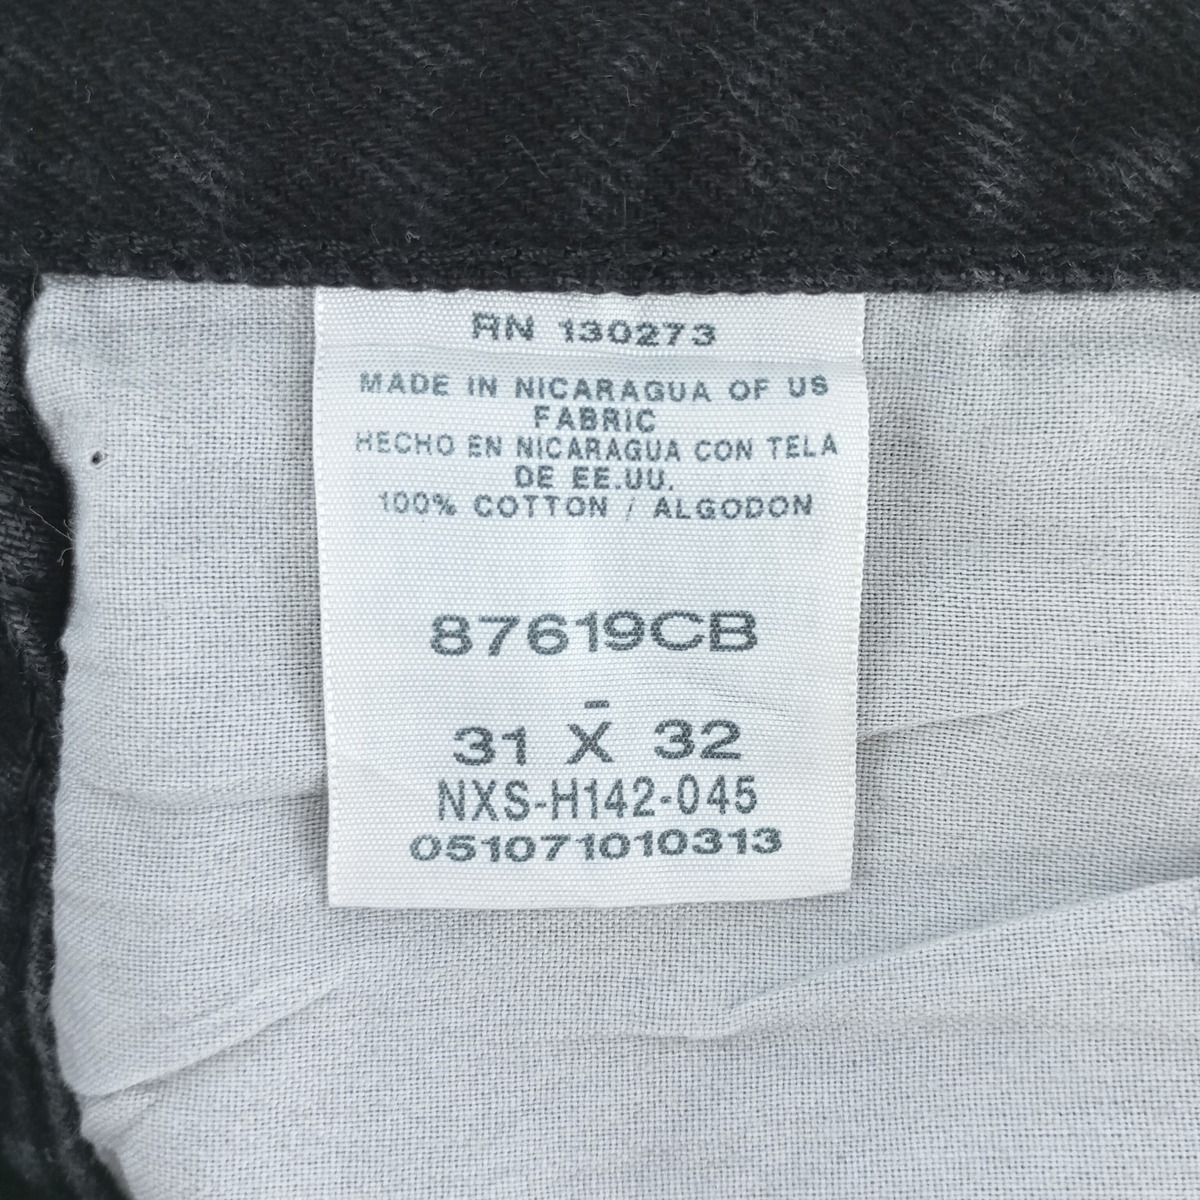 RN 130273
MADE IN NICARAGUA OF US
FABRIC
HECHO EN NICARAGUA CON TELA
DE EE.UU.
100% COTTON / ALGODON
87619CB
-
31 X 32
NXS-H142-045
051071010313